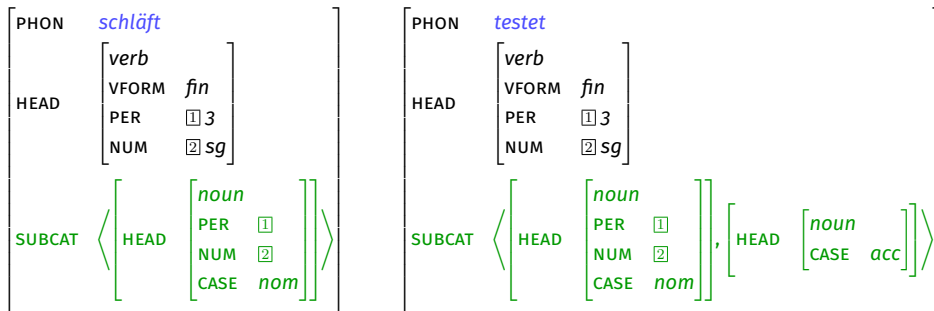 PHON schläft
HEAD verb
VFORM fin
PER 1 3
NUM 2 sg
SUBCAT ⟨ HEAD noun
PER 1
NUM 2
CASE nom ⟩
PHON testet
HEAD verb
VFORM fin
PER 1 3
NUM 2 sg
SUBCAT ⟨ HEAD noun
PER 1
NUM 2
CASE nom , HEAD noun
CASE acc ⟩